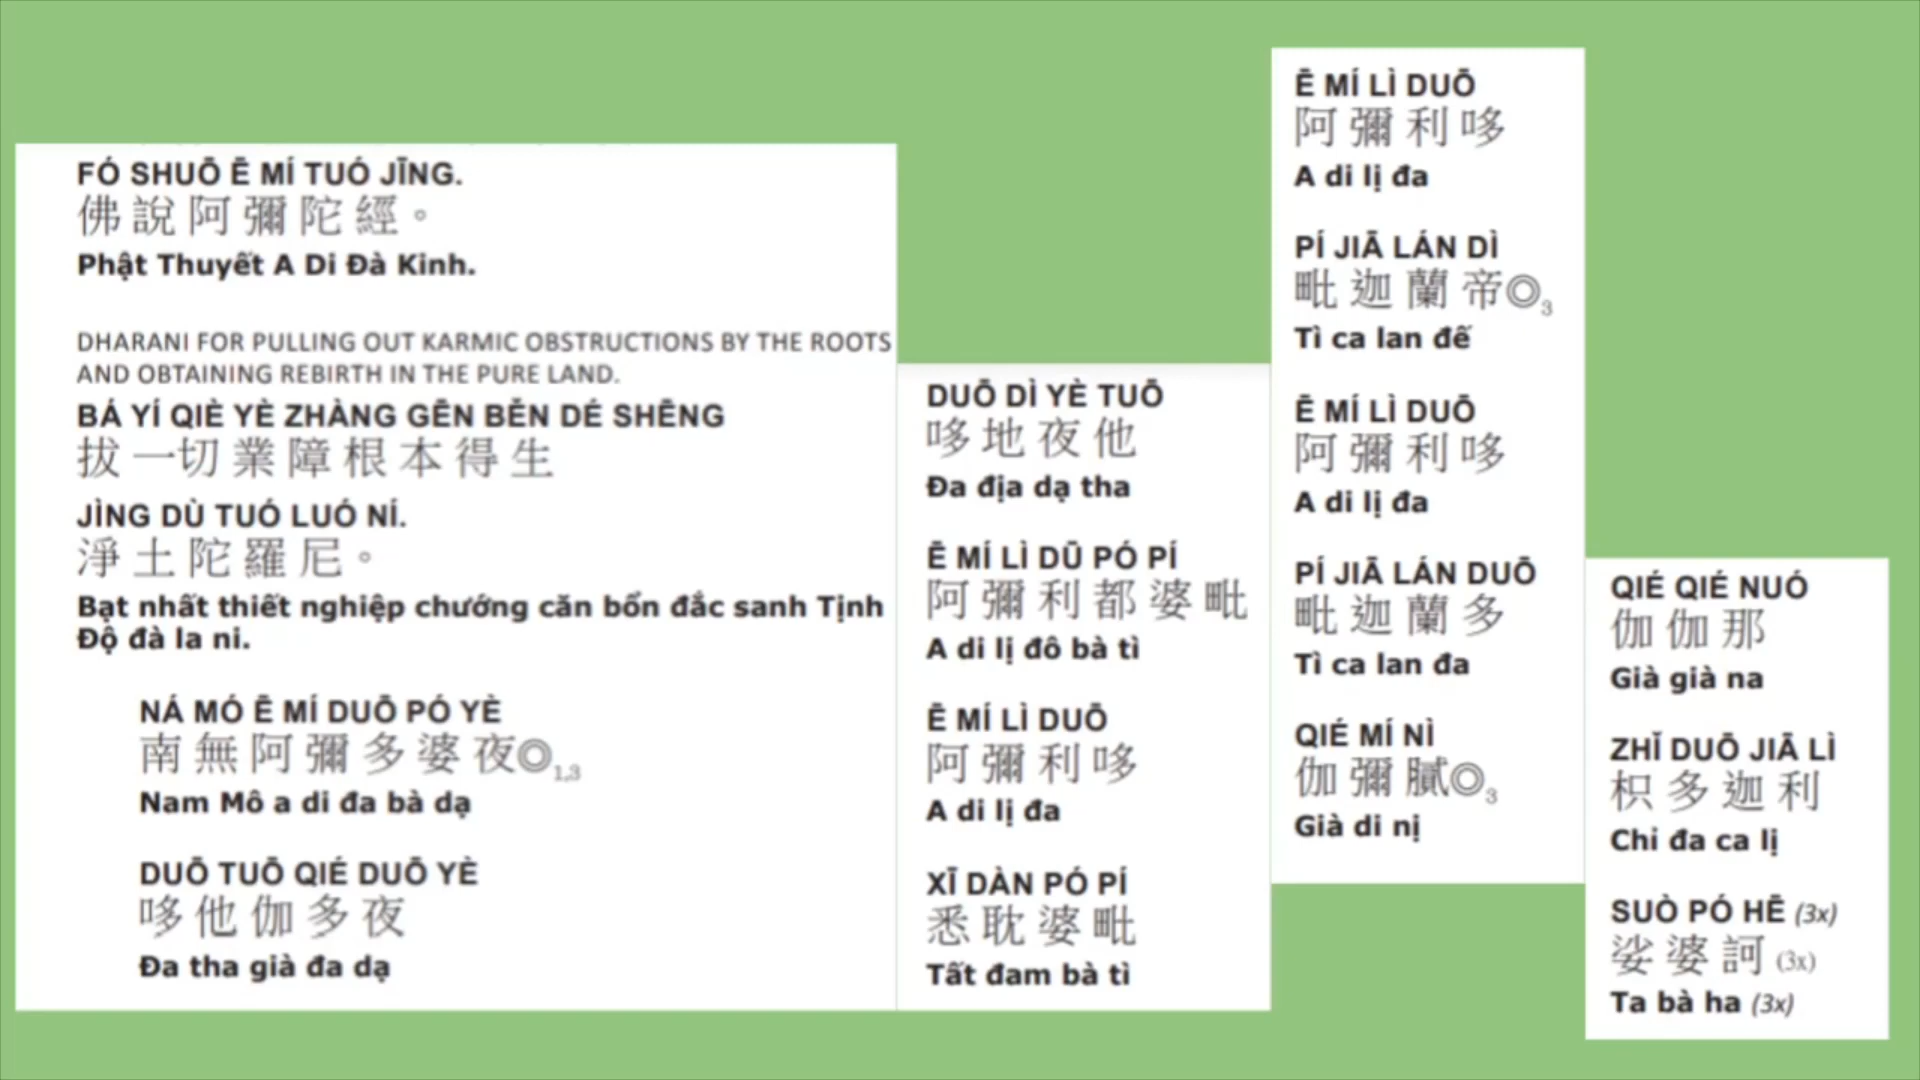 FÓ SHUŌ Ē MÍ TUÓ JĪNG.
佛說阿彌陀經。
Phật Thuyết A Di Đà Kinh.
DHARANI FOR PULLING OUT KARMIC OBSTRUCTIONS BY THE ROOTS
AND OBTAINING REBIRTH IN THE PURE LAND.
BÁ YÍ QIÈ YÈ ZHÀNG GĒN BĚN DÉ SHĒNG
拔一切業障根本得生
JÌNG DÙ TUÓ LUÓ NÍ.
淨土陀羅尼。
Bạt nhất thiết nghiệp chướng căn bổn đắc sanh Tịnh
Độ đà la ni.
NÁ MÓ Ē MÍ DUŌ PÓ YÈ
南無阿彌多婆夜◎1,3
Nam Mô a di đa bà dạ
DUŌ TUŌ QIÉ DUŌ YÈ
哆他伽多夜
Đa tha già đa dạ
DUŌ DÌ YÈ TUŌ
哆地夜他
Đa địa dạ tha
Ē MÍ LÌ DŪ PÓ PÍ
阿彌利都婆毗
A di lị đô bà tì
Ē MÍ LÌ DUŌ
阿彌利哆
A di lị đa
XĪ DÀN PÓ PÍ
悉耽婆毗
Tất đam bà tì
Ē MÍ LÌ DUŌ
阿彌利哆
A di lị đa
PÍ JIĀ LÁN DÌ
毗迦蘭帝◎3
Tì ca lan đế
Ē MÍ LÌ DUŌ
阿彌利哆
A di lị đa
PÍ JIĀ LÁN DUŌ
毗迦蘭多
Tì ca lan đa
QIÉ MÍ NÌ
伽彌膩◎3
Già di nị
QIÉ QIÉ NUÓ
伽伽那
Già già na
ZHǏ DUŌ JIĀ LÌ
枳多迦利
Chi đa ca lị
SUÒ PÓ HĒ (3x)
娑婆訶 (3x)
Ta bà ha (3x)